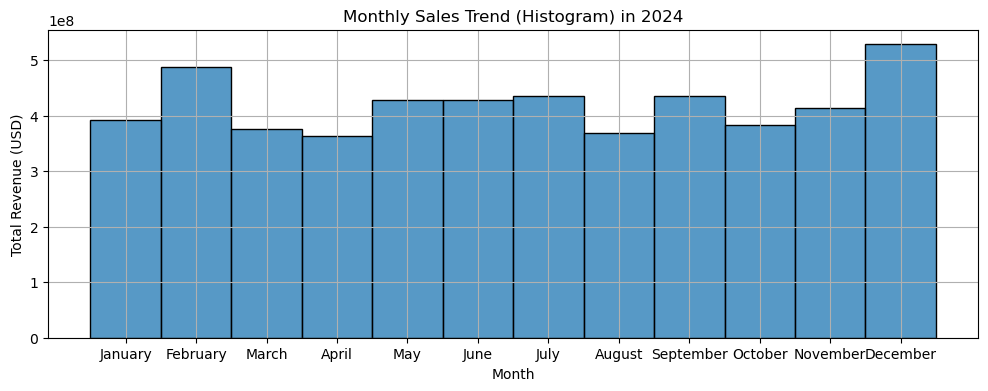 Monthly Sales Trend (Histogram) in 2024
1e8
Total Revenue (USD)
5
4
3
2
1
0
January February March April May June July August September October November December
Month